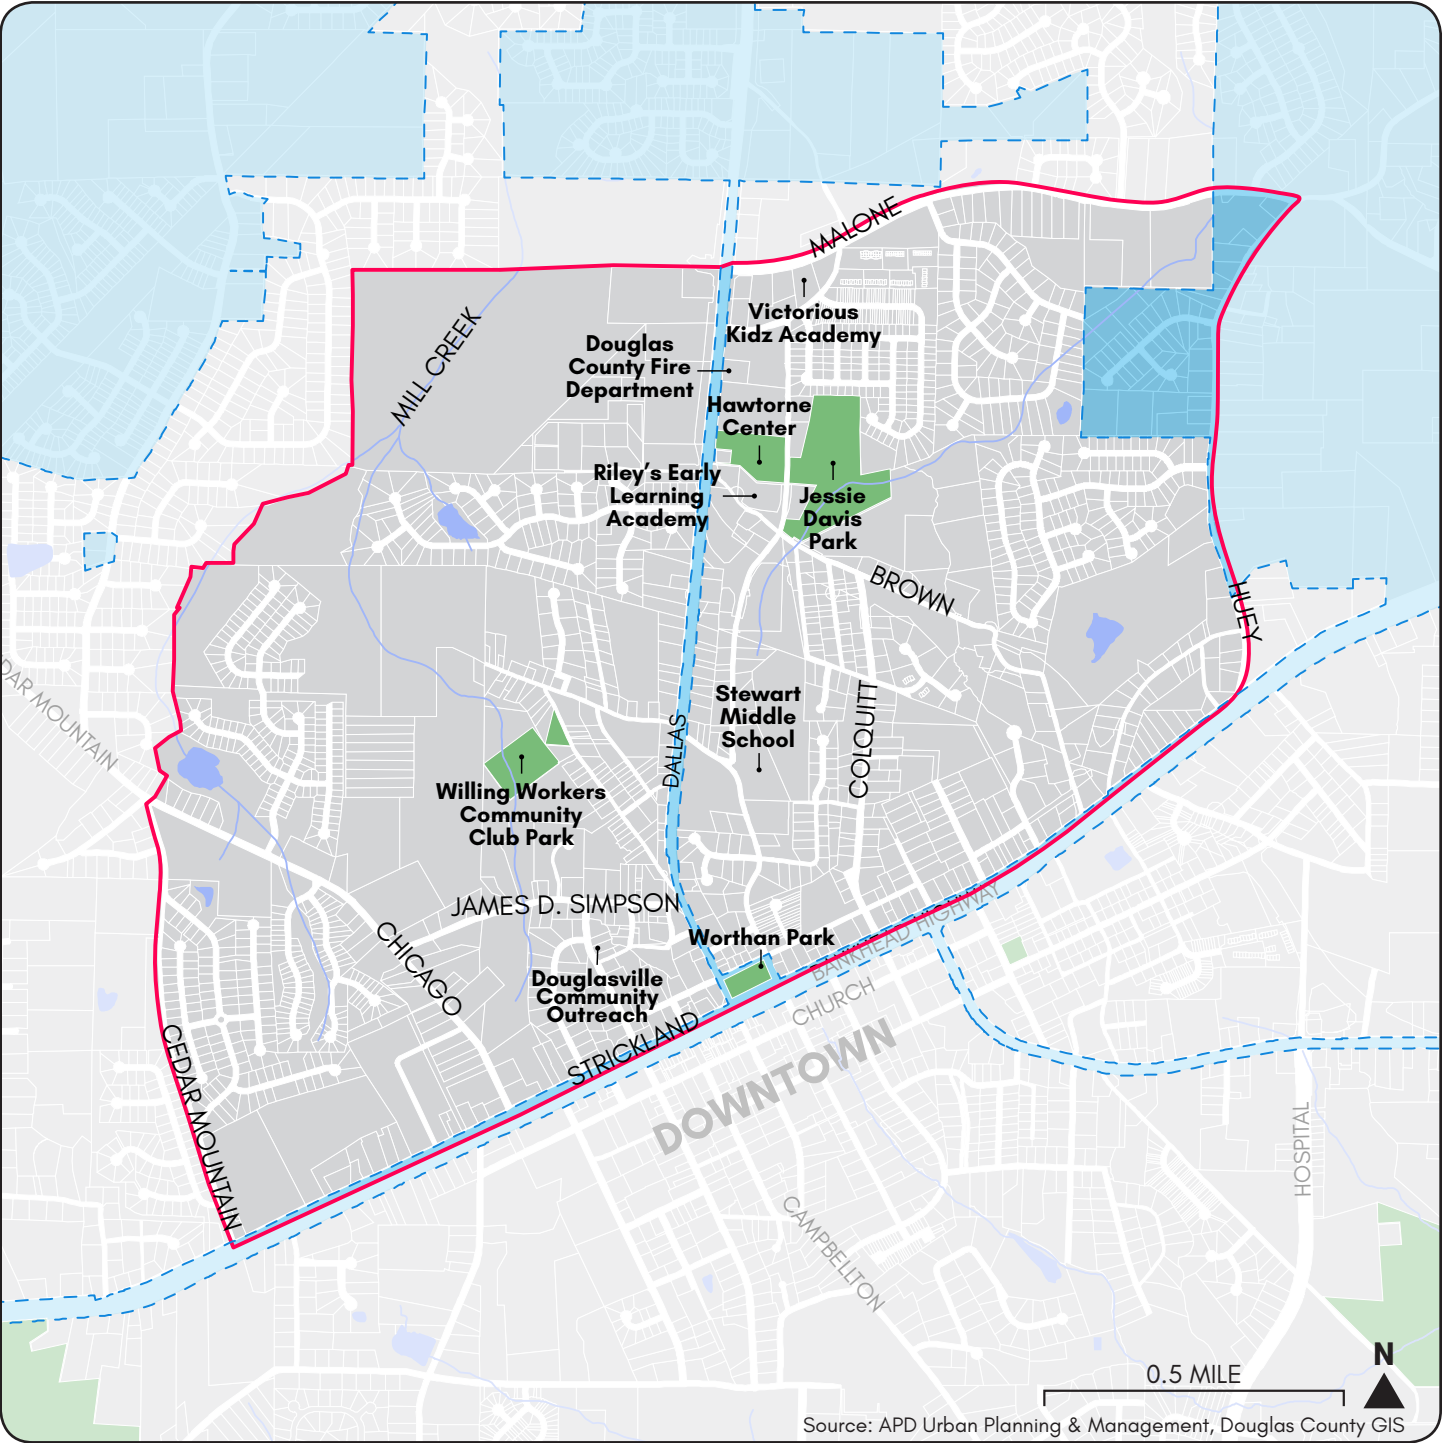 MALONE
Victorious
Kidz Academy
MILL CREEK
Douglas
County Fire
Department
Hawtorne
Center
Riley's Early
Learning
Academy
Jessie
Davis
Park
BROWN
HUEY
DAR MOUNTAIN
Stewart
Middle
School
DALLAS
COLQUITT
Willing Workers
Community
Club Park
JAMES D. SIMPSON
CHICAGO
Worthan Park
BANKHEAD HIGHWAY
Douglasville
Community
Outreach
CHURCH
STRICKLAND
DOWNTOWN
CEDAR MOUNTAIN
HOSPITAL
CAMPBELLTON
N
0.5 MILE
Source: APD Urban Planning & Management, Douglas County GIS